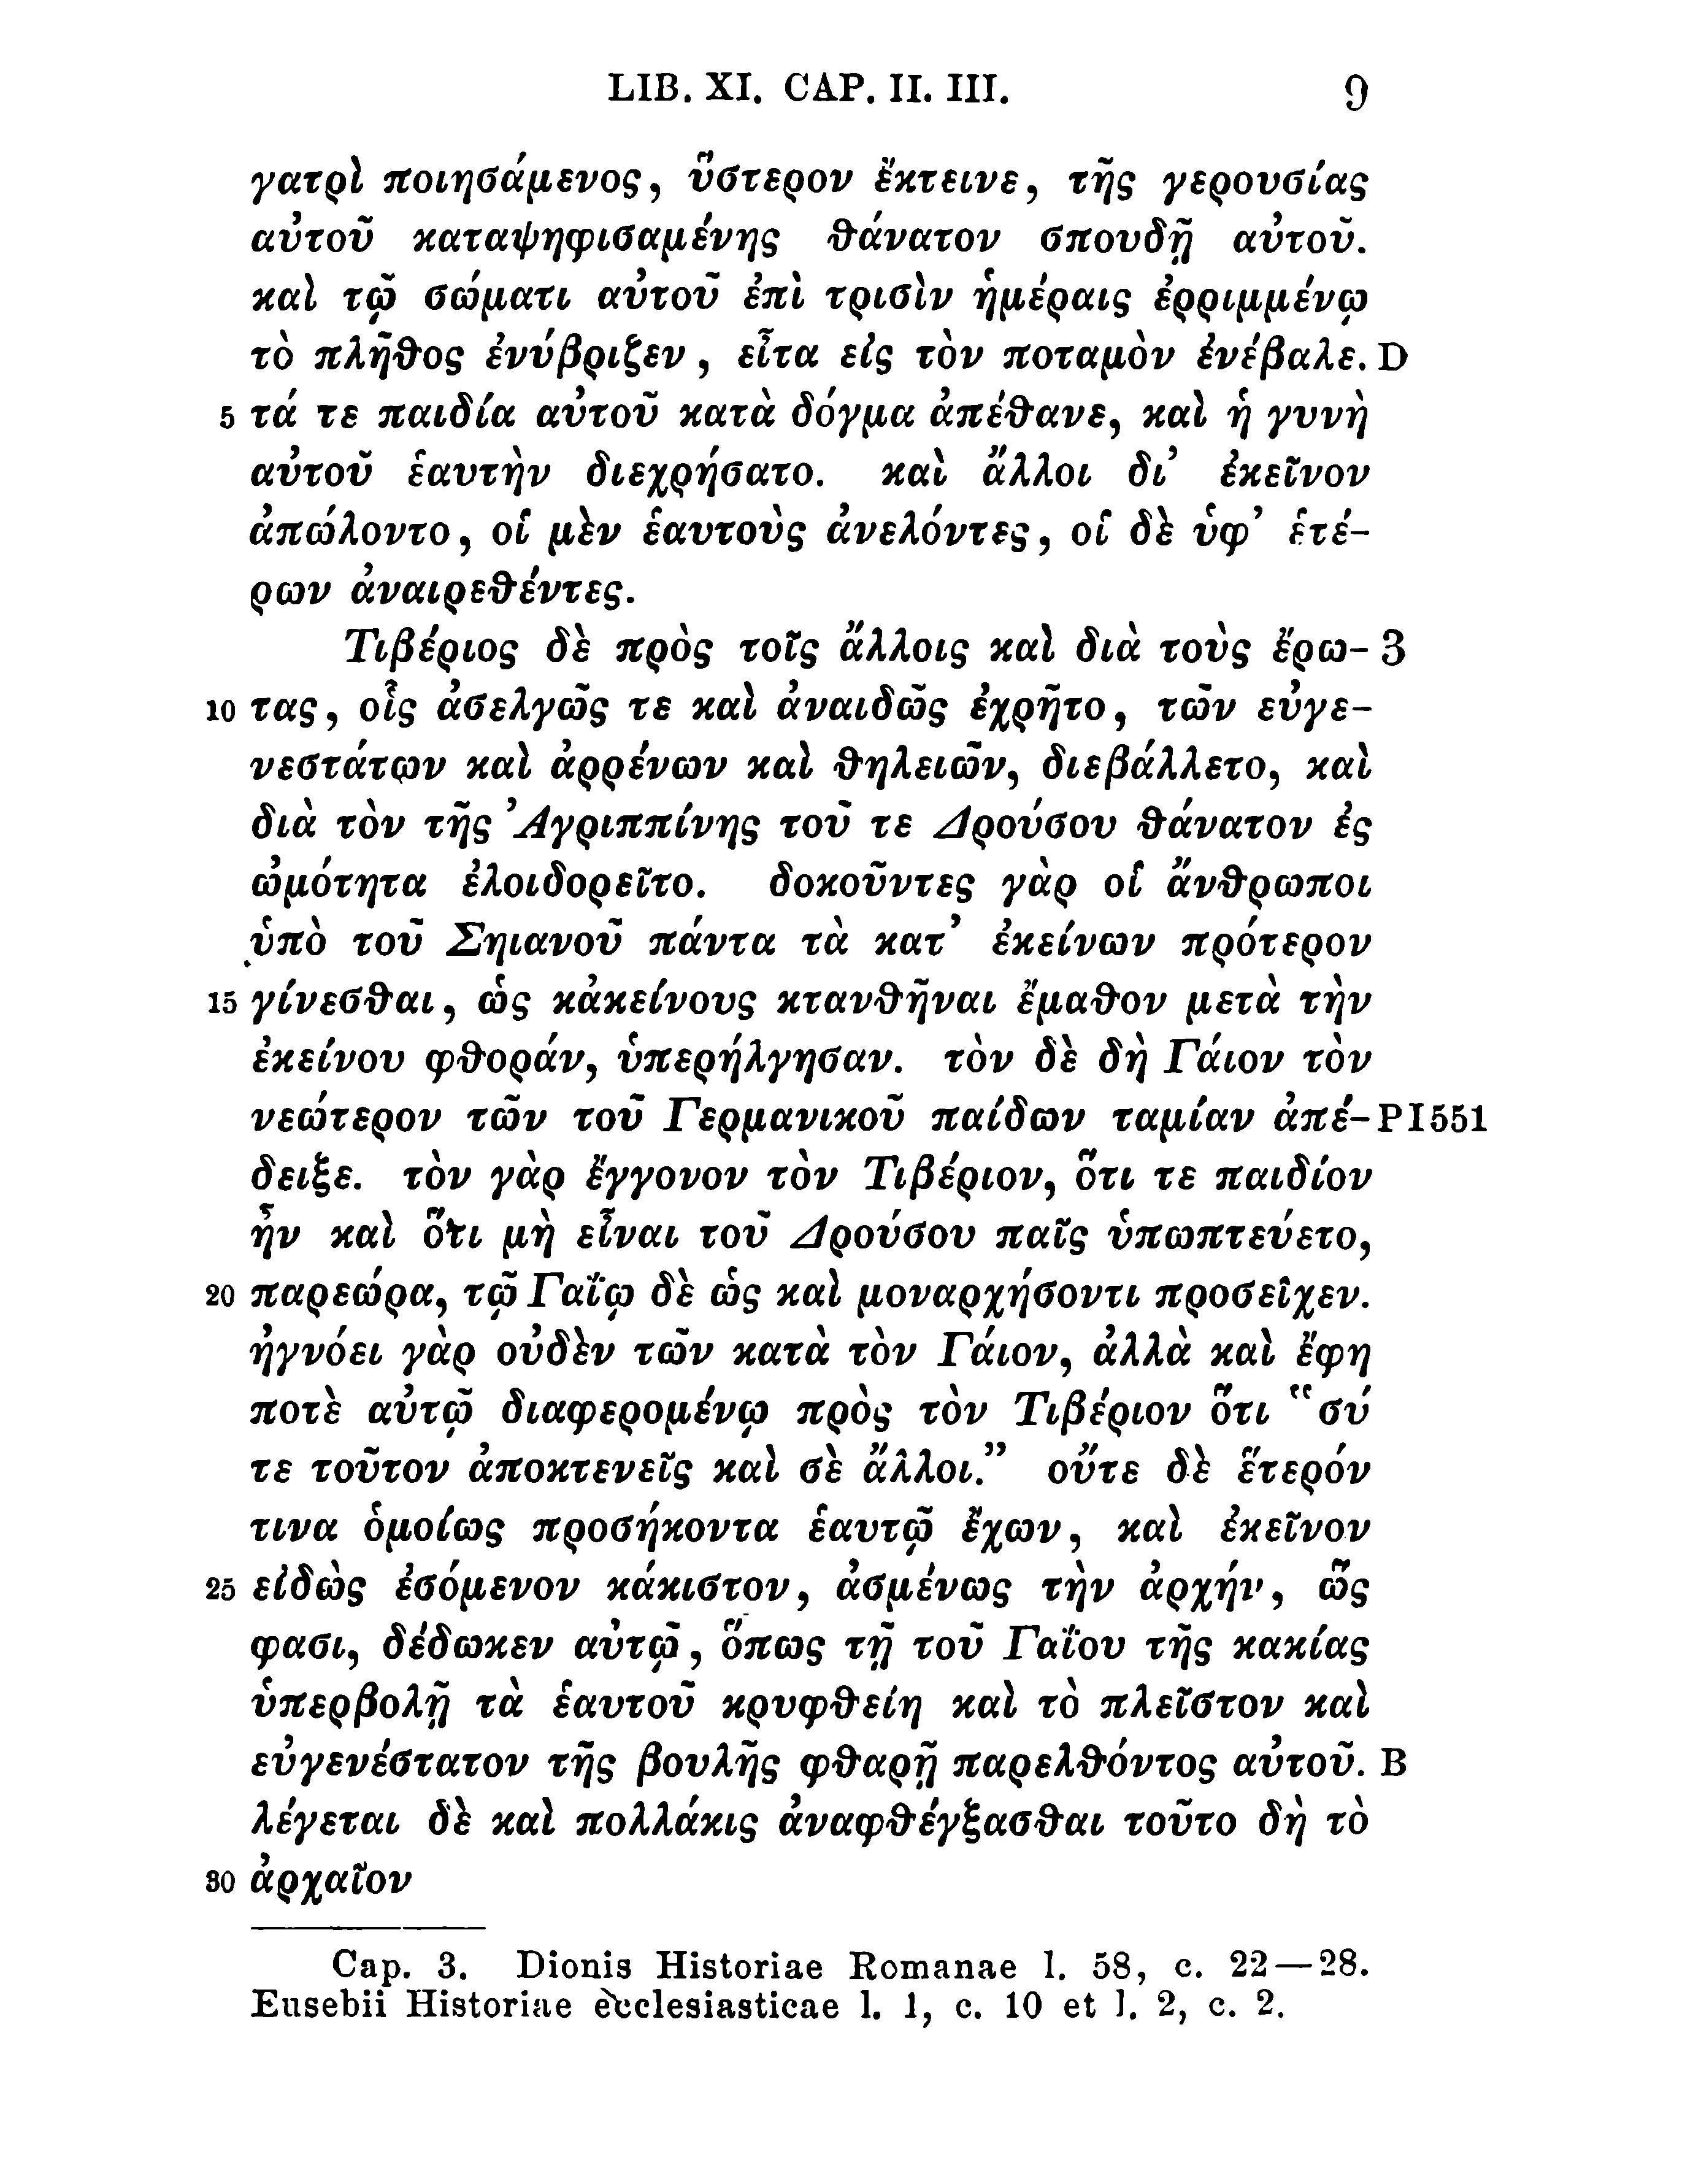 LIB. XI. CAP. II. III. 9
γατρὶ ποιησάμενος, ὕστερον ἔκτεινε, τῆς γερουσίας
αὐτοῦ καταψηφισαμένης θάνατον σπουδῇ αὐτοῦ.
καὶ τῷ σώματι αὐτοῦ ἐπὶ τρισὶν ἡμέραις ἐρριμμένῳ
τὸ πλῆθος ἐνύβριζεν, εἶτα εἰς τὸν ποταμὸν ἐνέβαλε. D
5 τά τε παιδία αὐτοῦ κατὰ δόγμα ἀπέθανε, καὶ ἡ γυνὴ
αὐτοῦ ἑαυτὴν διεχρήσατο. καὶ ἄλλοι δι' ἐκεῖνον
ἀπώλοντο, οἱ μὲν ἑαυτοὺς ἀνελόντες, οἱ δὲ ὑφ' ἑτέ-
ρων ἀναιρεθέντες.
Τιβέριος δὲ πρὸς τοῖς ἄλλοις καὶ διὰ τοὺς ἔρω- 3
10 τας, οἷς ἀσελγῶς τε καὶ ἀναιδῶς ἐχρῆτο, τῶν εὐγε-
νεστάτων καὶ ἀρρένων καὶ θηλειῶν, διεβάλλετο, καὶ
διὰ τὸν τῆς Ἀγριππίνης τοῦ τε Δρούσου θάνατον ἐς
ὠμότητα ἐλοιδορεῖτο. δοκοῦντες γὰρ οἱ ἄνθρωποι
ὑπὸ τοῦ Σηιανοῦ πάντα τὰ κατ' ἐκείνων πρότερον
15 γίνεσθαι, ὡς κἀκείνους κτανθῆναι ἔμαθον μετὰ τὴν
ἐκείνου φθοράν, ὑπερήλγησαν. τὸν δὲ δὴ Γάιον τὸν
νεώτερον τῶν τοῦ Γερμανικοῦ παίδων ταμίαν ἀπέ- P I 551
δειξε. τὸν γὰρ ἔγγονον τὸν Τιβέριον, ὅτι τε παιδίον
ἦν καὶ ὅτι μὴ εἶναι τοῦ Δρούσου παῖς ὑπωπτεύετο,
20 παρεώρα, τῷ Γαΐῳ δὲ ὡς καὶ μοναρχήσοντι προσεῖχεν.
ἠγνόει γὰρ οὐδὲν τῶν κατὰ τὸν Γάιον, ἀλλὰ καὶ ἔφη
ποτὲ αὐτῷ διαφερομένῳ πρὸς τὸν Τιβέριον ὅτι "σύ
τε τοῦτον ἀποκτενεῖς καὶ σὲ ἄλλοι." οὔτε δὲ ἕτερόν
τινα ὁμοίως προσήκοντα ἑαυτῷ ἔχων, καὶ ἐκεῖνον
25 εἰδὼς ἐσόμενον κάκιστον, ἀσμένως τὴν ἀρχήν, ὥς
φασι, δέδωκεν αὐτῷ, ὅπως τῇ τοῦ Γαΐου τῆς κακίας
ὑπερβολῇ τὰ ἑαυτοῦ κρυφθείη καὶ τὸ πλεῖστον καὶ
εὐγενέστατον τῆς βουλῆς φθαρῇ παρελθόντος αὐτοῦ. B
λέγεται δὲ καὶ πολλάκις ἀναφθέγξασθαι τοῦτο δὴ τὸ
30 ἀρχαῖον
Cap. 3. Dionis Historiae Romanae l. 58, c. 22—28.
Eusebii Historiae ecclesiasticae l. 1, c. 10 et l. 2, c. 2.